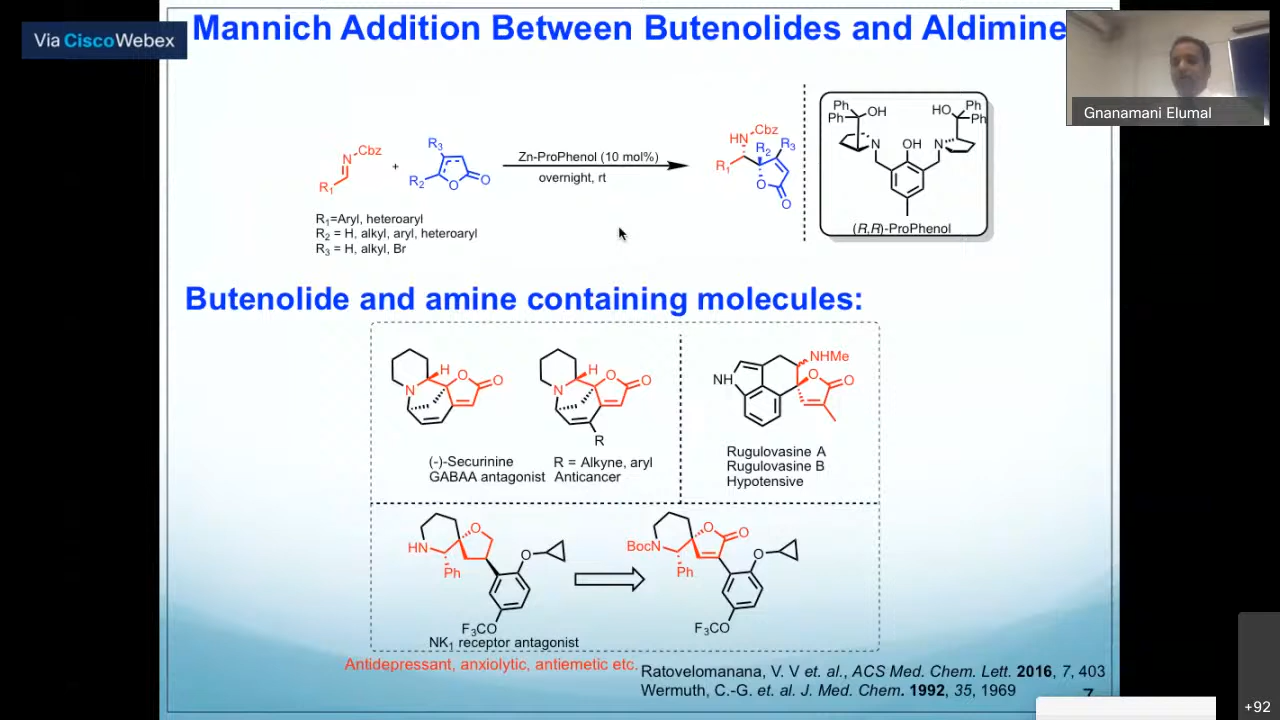 Via CiscoWebex
Mannich Addition Between Butenolides and Aldimine
Gnanamani Elumal
N
Cbz
R1
+
R3
R2
O
O
Zn-ProPhenol (10 mol%)
overnight, rt
HN
Cbz
R2
R3
R1
O
O
Ph
Ph
OH
HO
Ph
Ph
N
OH
N
(R,R)-ProPhenol
R1=Aryl, heteroaryl
R2 = H, alkyl, aryl, heteroaryl
R3 = H, alkyl, Br
Butenolide and amine containing molecules:
H
O
O
N
H
O
O
N
R
NHMe
NH
O
O
(-)-Securinine
GABAA antagonist
R = Alkyne, aryl
Anticancer
Rugulovasine A
Rugulovasine B
Hypotensive
O
HN
Ph
O
F3CO
NK1 receptor antagonist
O
O
BocN
Ph
O
F3CO
Antidepressant, anxiolytic, antiemetic etc.
Ratovelomanana, V. V et. al., ACS Med. Chem. Lett. 2016, 7, 403
Wermuth, C.-G. et. al. J. Med. Chem. 1992, 35, 1969
7
+92